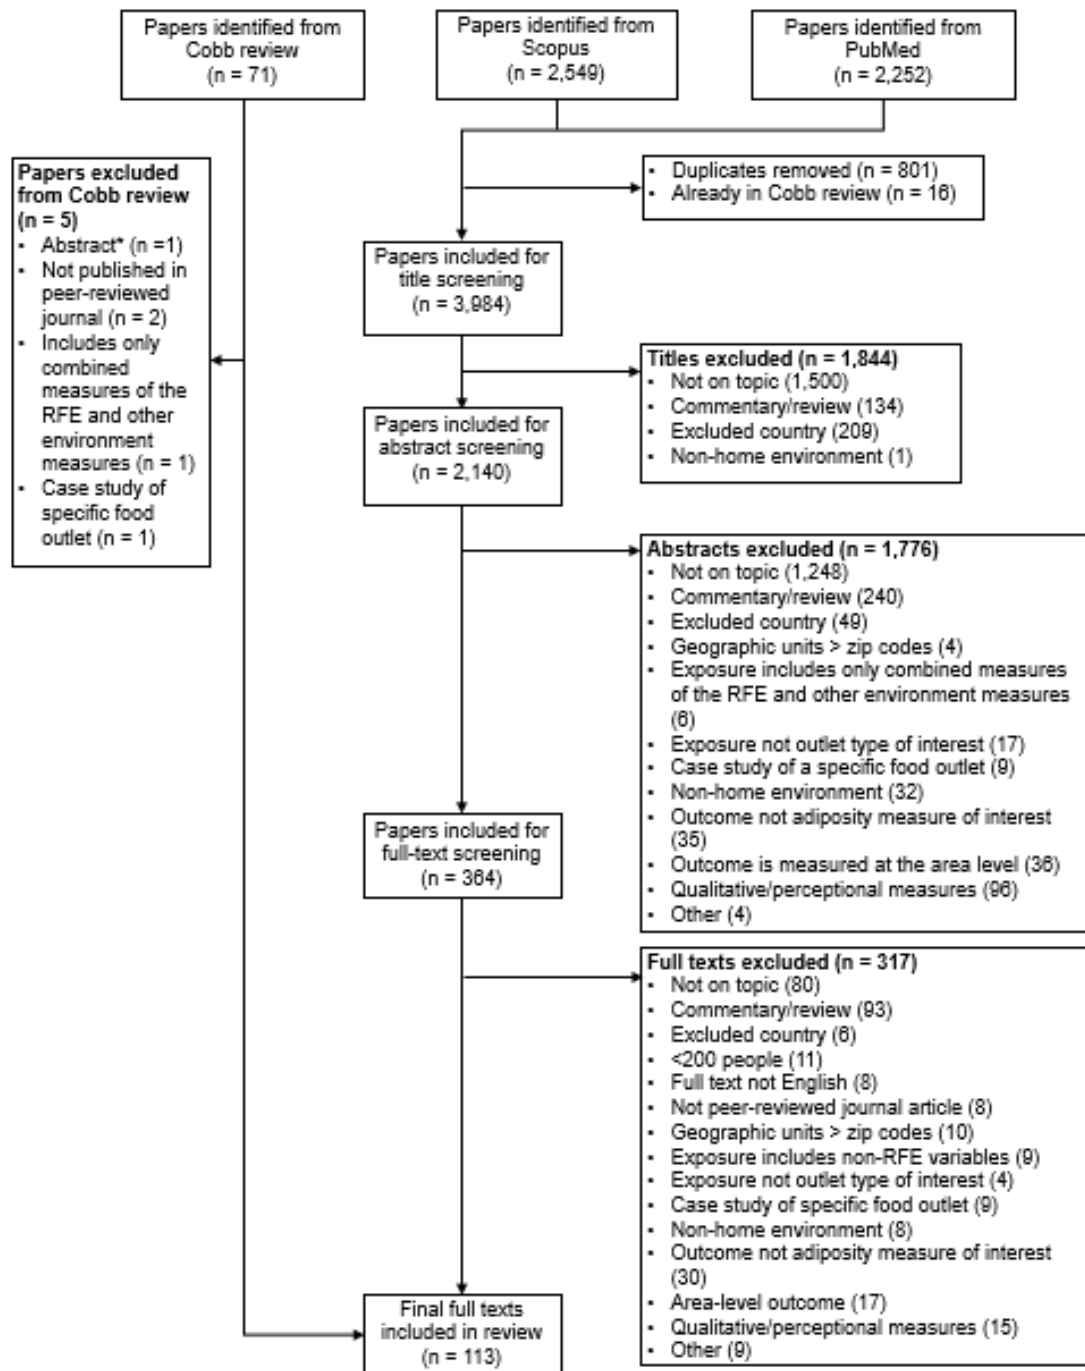 Papers identified from
Cobb review
(n = 71)
Papers identified from
Scopus
(n = 2,549)
Papers identified from
PubMed
(n = 2,252)
Papers excluded
from Cobb review
(n = 5)
▪ Abstract* (n =1)
▪ Not published in
peer-reviewed
journal (n = 2)
▪ Includes only
combined
measures of the
RFE and other
environment
measures (n = 1)
▪ Case study of
specific food
outlet (n = 1)
▪ Duplicates removed (n = 801)
▪ Already in Cobb review (n = 16)
Papers included for
title screening
(n = 3,984)
Titles excluded (n = 1,844)
▪ Not on topic (1,500)
▪ Commentary/review (134)
▪ Excluded country (209)
▪ Non-home environment (1)
Papers included for
abstract screening
(n = 2,140)
Abstracts excluded (n = 1,776)
▪ Not on topic (1,248)
▪ Commentary/review (240)
▪ Excluded country (49)
▪ Geographic units > zip codes (4)
▪ Exposure includes only combined measures
of the RFE and other environment measures
(6)
▪ Exposure not outlet type of interest (17)
▪ Case study of a specific food outlet (9)
▪ Non-home environment (32)
▪ Outcome not adiposity measure of interest
(35)
▪ Outcome is measured at the area level (36)
▪ Qualitative/perceptional measures (96)
▪ Other (4)
Papers included for
full-text screening
(n = 364)
Full texts excluded (n = 317)
▪ Not on topic (80)
▪ Commentary/review (93)
▪ Excluded country (6)
▪ <200 people (11)
▪ Full text not English (8)
▪ Not peer-reviewed journal article (8)
▪ Geographic units > zip codes (10)
▪ Exposure includes non-RFE variables (9)
▪ Exposure not outlet type of interest (4)
▪ Case study of specific food outlet (9)
▪ Non-home environment (8)
▪ Outcome not adiposity measure of interest
(30)
▪ Area-level outcome (17)
▪ Qualitative/perceptional measures (15)
▪ Other (9)
Final full texts
included in review
(n = 113)